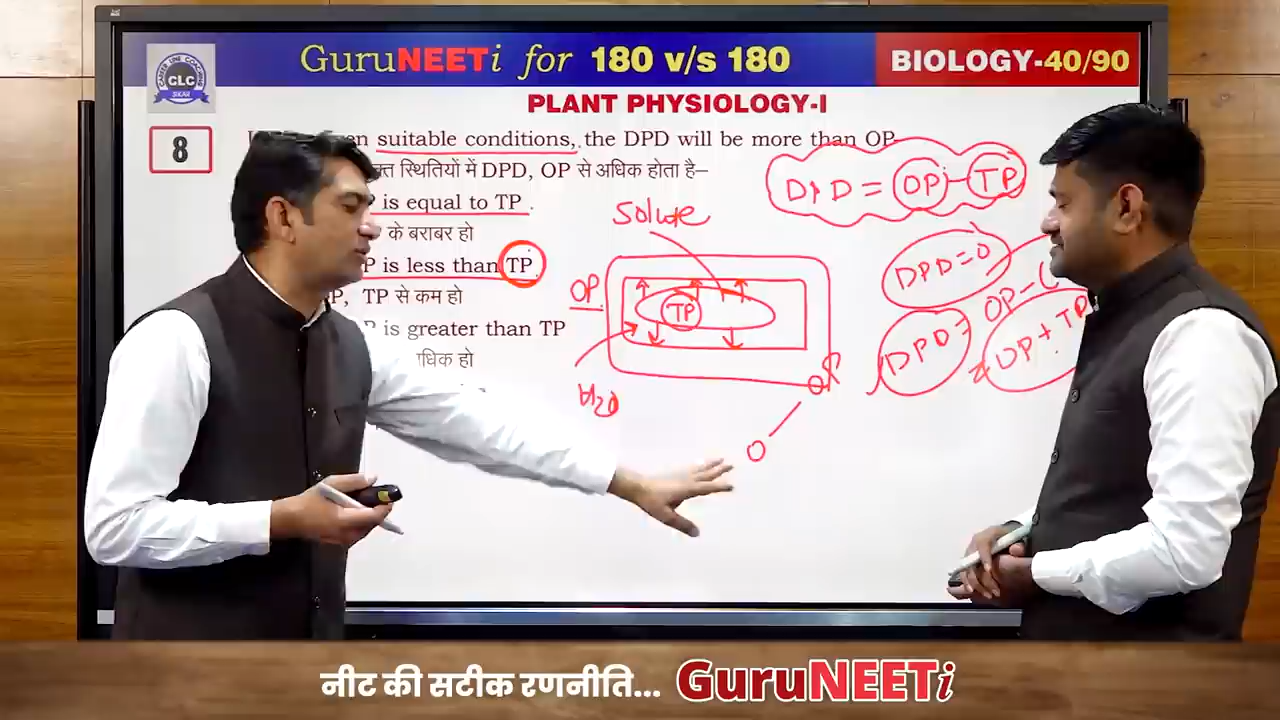 GuruNEETi for 180 v/s 180
BIOLOGY-40/90
CLC
SIKAR
PLANT PHYSIOLOGY-I
8
suitable conditions, the DPD will be more than OP
स्थितियों में DPD, OP से अधिक होता है–
is equal to TP .
के बराबर हो
is less than TP.
TP से कम हो
is greater than TP
हो
DPD = OP - TP
Solute
OP
TP
H2O
OP
O
DPD = 0
OP -
DPD =
OP + TP
नीट की सटीक रणनीति...
GuruNEETi